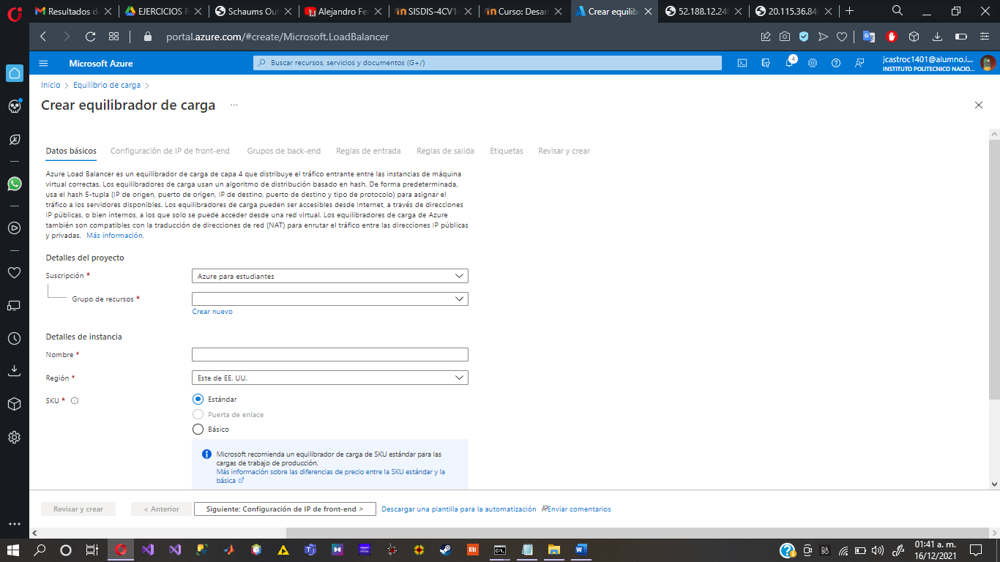 Resultados d
EJERCICIOS R
Schaums Out
Alejandro Fe
SISDIS-4CV1
Curso: Desar
Crear equilib
52.188.12.24
20.115.36.84
portal.azure.com/#create/Microsoft.LoadBalancer
Microsoft Azure
Buscar recursos, servicios y documentos (G+/)
4
jcastroc1401@alumno.i...
INSTITUTO POLITECNICO NACIO...
Inicio > Equilibrio de carga >
Crear equilibrador de carga ...
Datos básicos Configuración de IP de front-end Grupos de back-end Reglas de entrada Reglas de salida Etiquetas Revisar y crear
Azure Load Balancer es un equilibrador de carga de capa 4 que distribuye el tráfico entrante entre las instancias de máquina
virtual correctas. Los equilibradores de carga usan un algoritmo de distribución basado en hash. De forma predeterminada,
usa el hash 5-tupla (IP de origen, puerto de origen, IP de destino, puerto de destino y tipo de protocolo) para asignar el
tráfico a los servidores disponibles. Los equilibradores de carga pueden ser accesibles desde Internet, a través de direcciones
IP públicas, o bien internos, a los que solo se puede acceder desde una red virtual. Los equilibradores de carga de Azure
también son compatibles con la traducción de direcciones de red (NAT) para enrutar el tráfico entre las direcciones IP públicas
y privadas. Más información.
Detalles del proyecto
Suscripción * Azure para estudiantes
Grupo de recursos *
Crear nuevo
Detalles de instancia
Nombre *
Región * Este de EE. UU.
SKU * Estándar
Puerta de enlace
Básico
Microsoft recomienda un equilibrador de carga de SKU estándar para las
cargas de trabajo de producción.
Más información sobre las diferencias de precio entre la SKU estándar y la
básica
Revisar y crear < Anterior Siguiente: Configuración de IP de front-end > Descargar una plantilla para la automatización Enviar comentarios
01:41 a. m.
16/12/2021